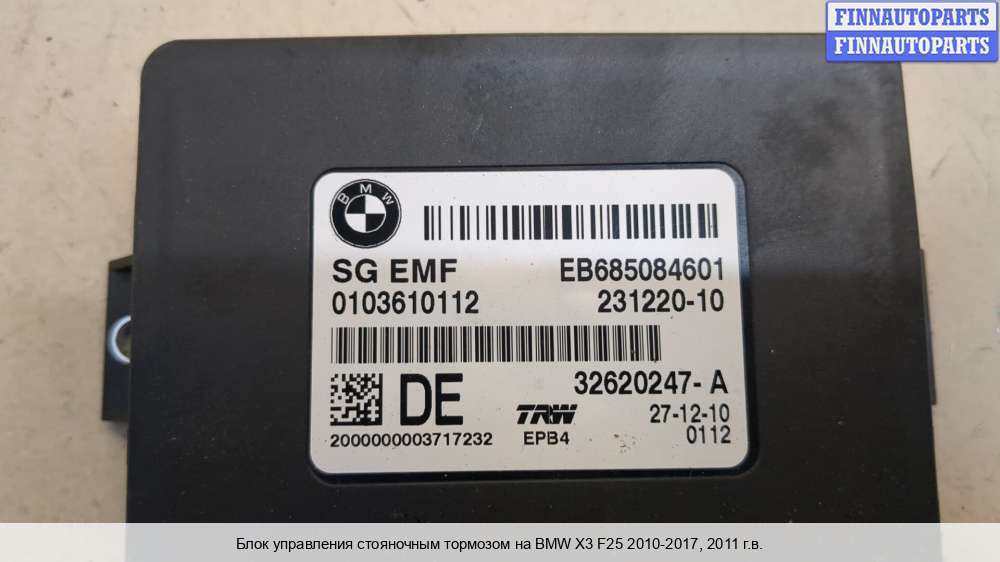 FINNAUTOPARTS
FINNAUTOPARTS
BMW
SG EMF EB685084601
0103610112 231220-10
32620247- A
DE TRW 27-12-10
2000000003717232 EPB4 0112
Блок управления стояночным тормозом на BMW X3 F25 2010-2017, 2011 г.в.